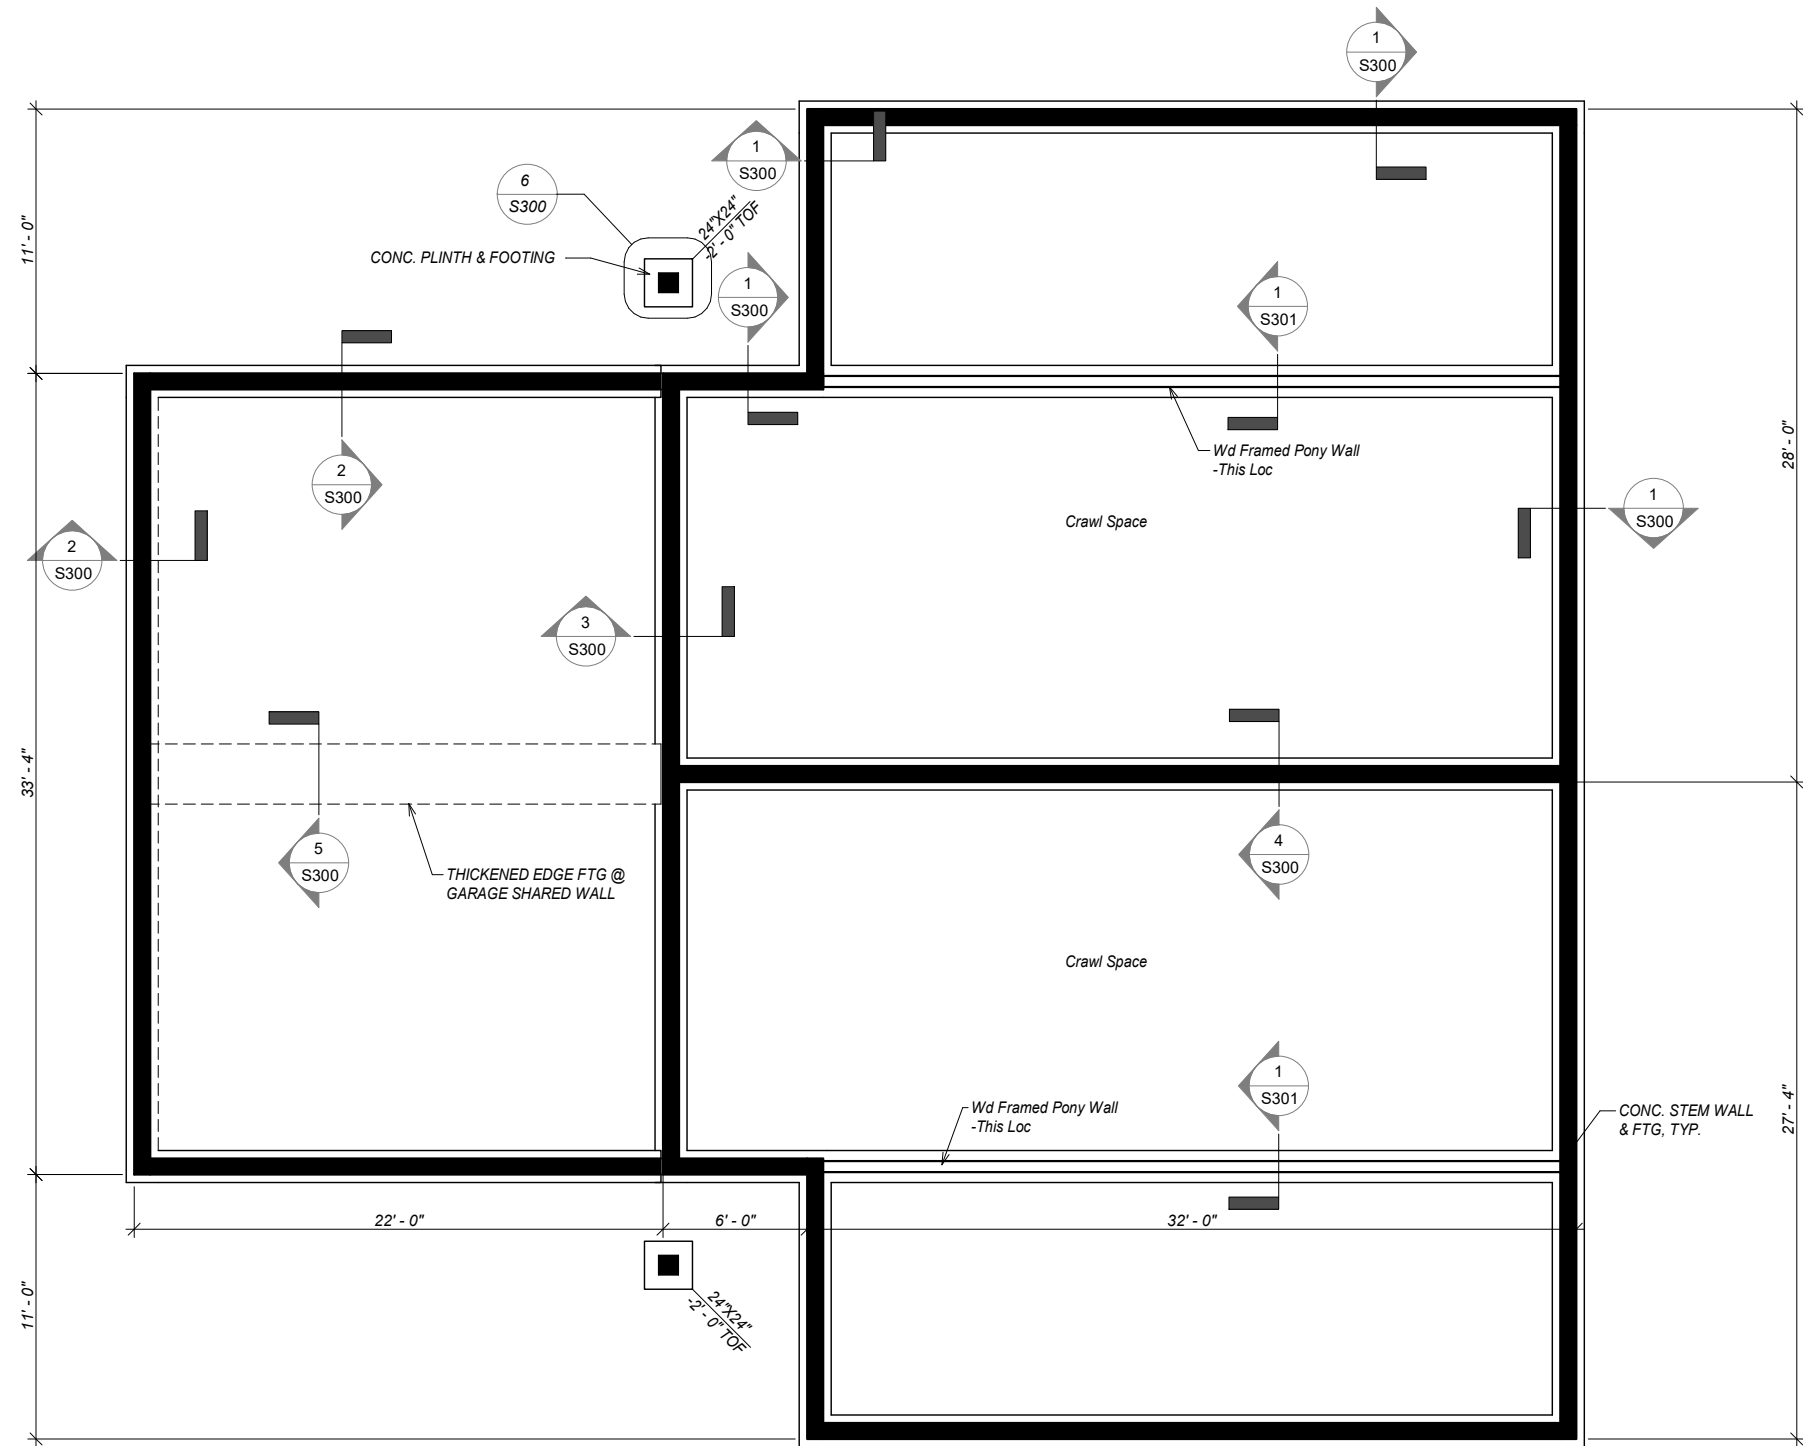 1
S300
1
S300
6
S300
24"X24"
-2' - 0" TOF
11' - 0"
CONC. PLINTH & FOOTING
1
S300
1
S301
28' - 0"
Wd Framed Pony Wall
-This Loc
2
S300
Crawl Space
1
S300
2
S300
3
S300
33' - 4"
5
S300
4
S300
THICKENED EDGE FTG @
GARAGE SHARED WALL
Crawl Space
1
S301
Wd Framed Pony Wall
-This Loc
27' - 4"
CONC. STEM WALL
& FTG, TYP.
22' - 0"
6' - 0"
32' - 0"
11' - 0"
24"X24"
-2' - 0" TOF